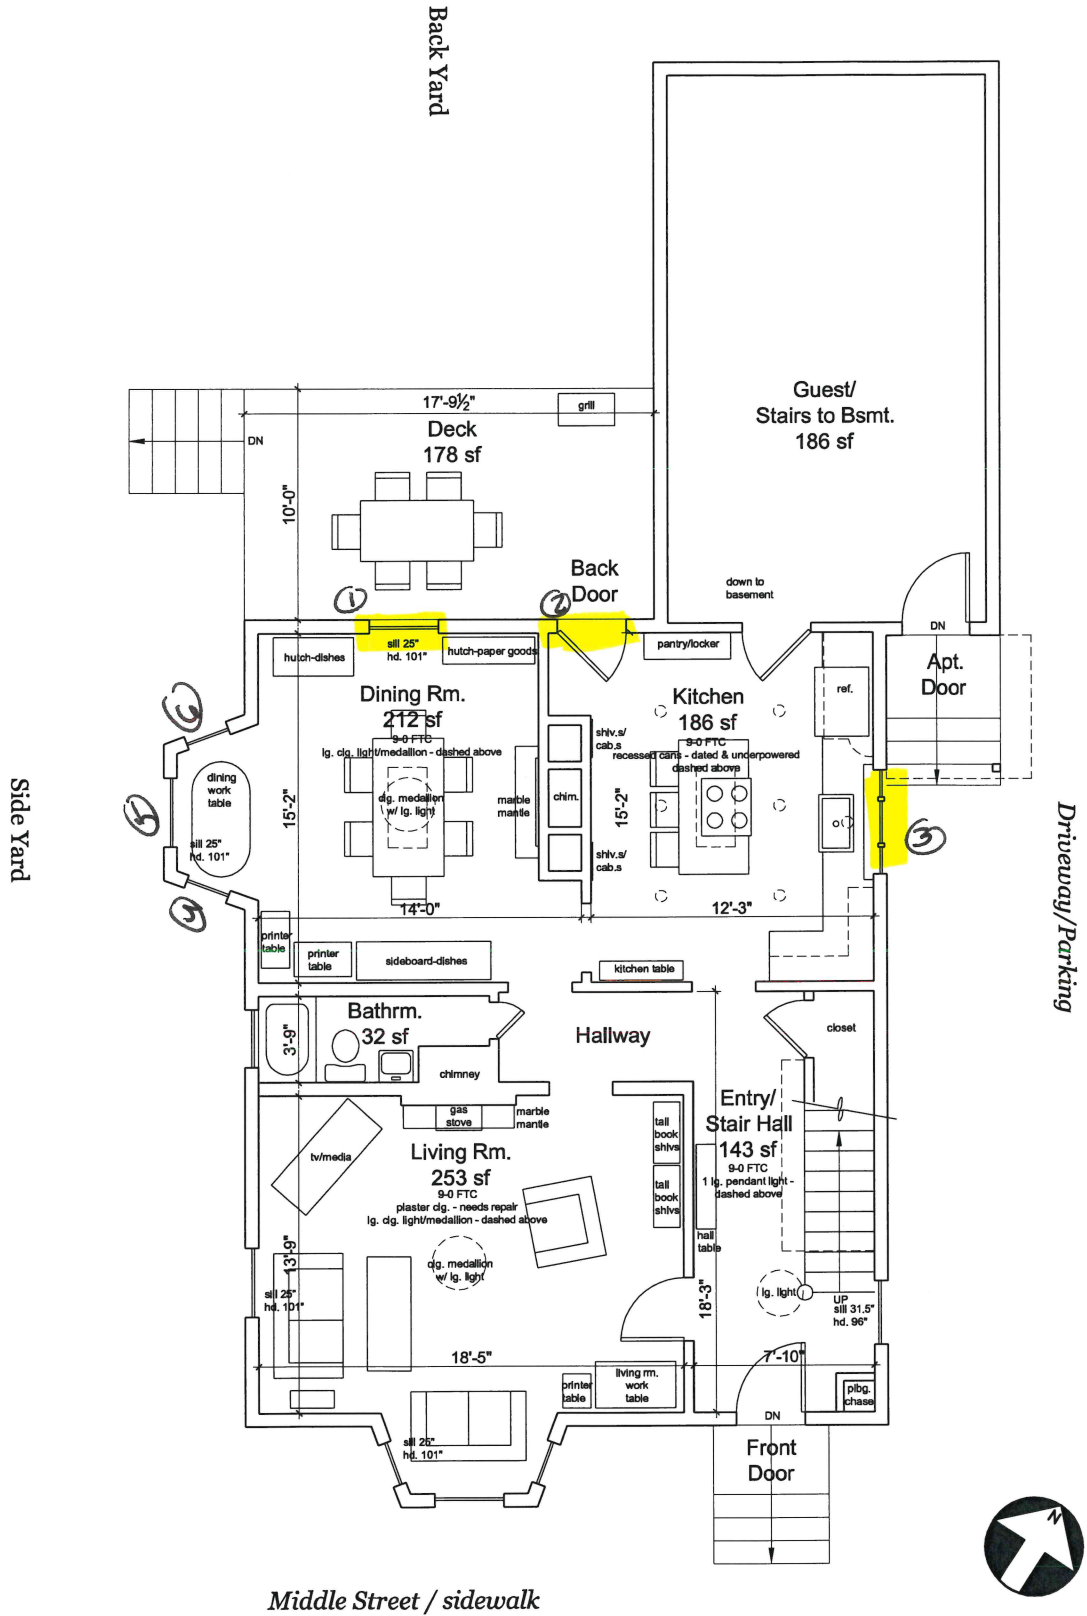 Back Yard
Guest/
Stairs to Bsmt.
186 sf
17'-9½"
grill
Deck
178 sf
DN
10'-0"
Back
Door
down to
basement
1
2
DN
sill 25"
hd. 101"
hutch-dishes
hutch-paper goods
pantry/locker
Apt.
Door
ref.
Dining Rm.
212 sf
9-0 FTC
lg. clg. light/medallion - dashed above
Kitchen
186 sf
9-0 FTC
recessed cans - dated & underpowered
dashed above
shlv.s/
cab.s
dining
work
table
clg. medallion
w/ lg. light
15'-2"
marble
mantle
chim.
15'-2"
3
5
Side Yard
Driveway/Parking
sill 25"
hd. 101"
shlv.s/
cab.s
14'-0"
12'-3"
printer
table
printer
table
sideboard-dishes
kitchen table
Bathrm.
32 sf
3'-9"
Hallway
closet
chimney
gas
stove
marble
mantle
Entry/
Stair Hall
143 sf
9-0 FTC
1 lg. pendant light -
dashed above
tall
book
shlvs
tall
book
shlvs
tv/media
Living Rm.
253 sf
9-0 FTC
plaster clg. - needs repair
lg. clg. light/medallion - dashed above
hall
table
13'-9"
clg. medallion
w/ lg. light
sill 25"
hd. 101"
18'-3"
lg. light
UP
sill 31.5"
hd. 96"
18'-5"
7'-10"
living rm.
work
table
printer
table
plbg.
chase
DN
sill 25"
hd. 101"
Front
Door
N
Middle Street / sidewalk